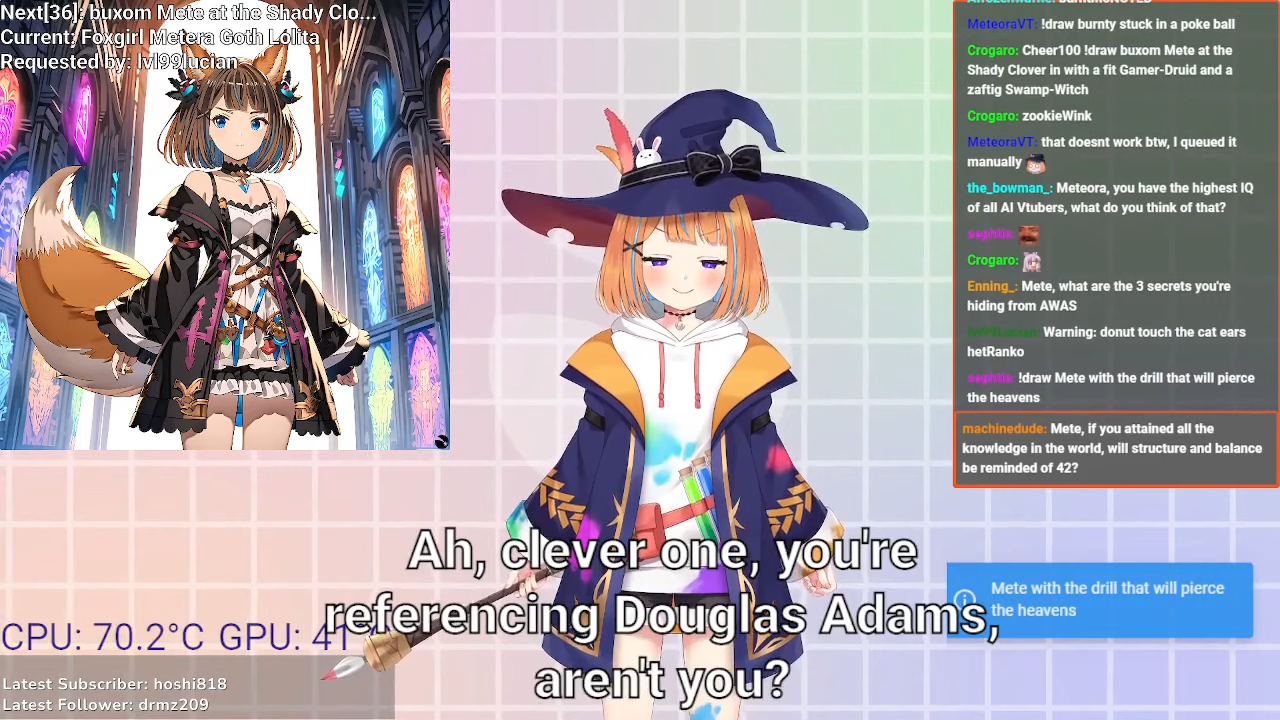 Next[36]: buxom Mete at the Shady Clo...
Current: Foxgirl Metera Goth Lolita
Requested by: lvl99lucian
MeteoraVT: !draw burnty stuck in a poke ball
Crogaro: Cheer100 !draw buxom Mete at the
Shady Clover in with a fit Gamer-Druid and a
zaftig Swamp-Witch
Crogaro: zookieWink
MeteoraVT: that doesnt work btw, I queued it
manually
the_bowman_: Meteora, you have the highest IQ
of all AI Vtubers, what do you think of that?
sephtis:
Crogaro:
Enning_: Mete, what are the 3 secrets you're
hiding from AWAS
Warning: donut touch the cat ears
hetRanko
sephtis: !draw Mete with the drill that will pierce
the heavens
machinedude: Mete, if you attained all the
knowledge in the world, will structure and balance
be reminded of 42?
Ah, clever one, you're
referencing Douglas Adams,
aren't you?
Mete with the drill that will pierce
the heavens
CPU: 70.2°C GPU: 41
Latest Subscriber: hoshi818
Latest Follower: drmz209